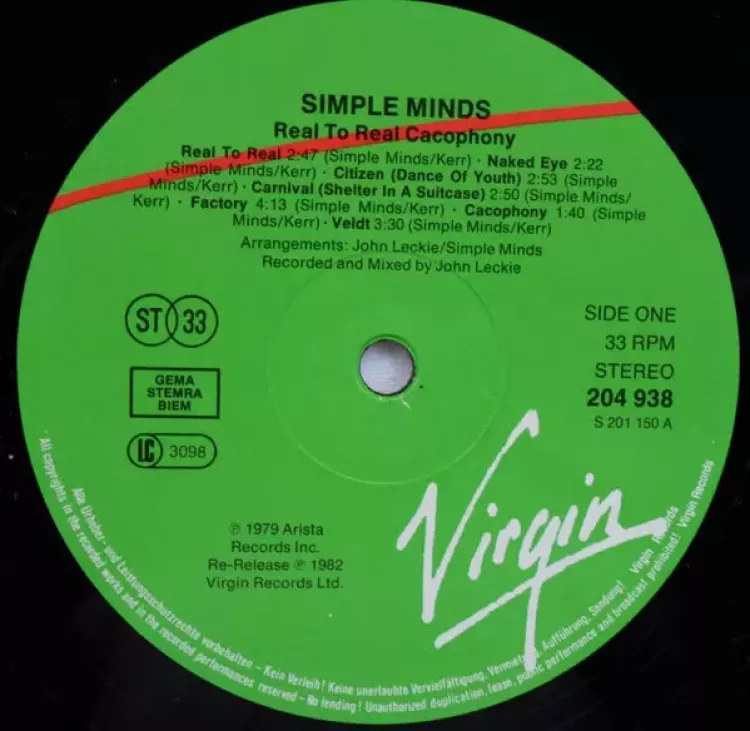 SIMPLE MINDS
Real To Real Cacophony
Real To Real 2:47 (Simple Minds/Kerr) · Naked Eye 2:22
(Simple Minds/Kerr) · Citizen (Dance Of Youth) 2:53 (Simple
Minds/Kerr) · Carnival (Shelter In A Suitcase) 2:50 (Simple Minds/
Kerr) · Factory 4:13 (Simple Minds/Kerr) · Cacophony 1:40 (Simple
Minds/Kerr) · Veldt 3:30 (Simple Minds/Kerr)
Arrangements: John Leckie/Simple Minds
Recorded and Mixed by John Leckie
ST 33
GEMA
STEMRA
BIEM
LC 3098
SIDE ONE
33 RPM
STEREO
204 938
S 201 150 A
℗ 1979 Arista
Records Inc.
Re-Release ℗ 1982
Virgin Records Ltd.
Virgin
Alle Urheber- und Leistungsschutzrechte vorbehalten – Kein Verleih! Keine unerlaubte Vervielfältigung, Vermietung, Aufführung, Sendung! Virgin Records
All copyrights in the recorded works and in the recorded performances reserved – No lending! Unauthorized duplication, lease, public performance and broadcast prohibited! Virgin Records